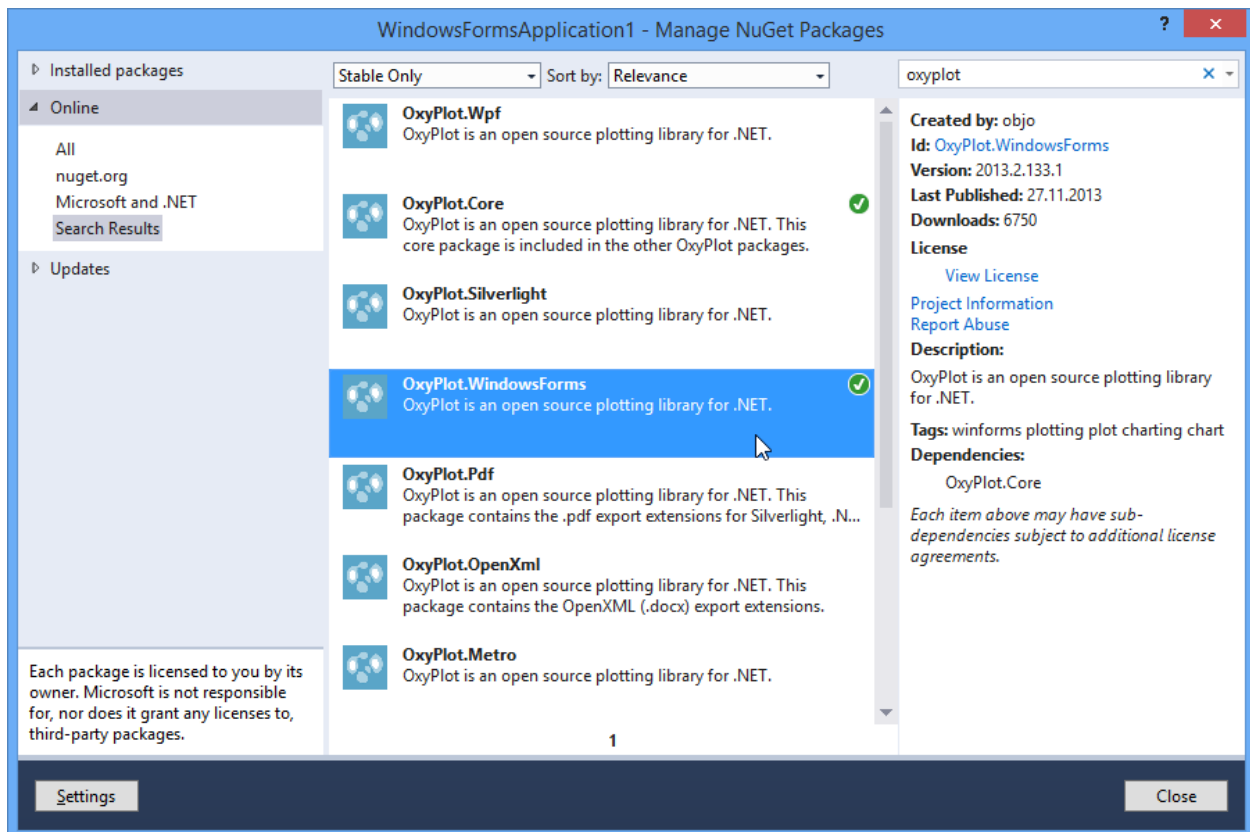 WindowsFormsApplication1 - Manage NuGet Packages
?
Installed packages
Online
All
nuget.org
Microsoft and .NET
Search Results
Updates
Each package is licensed to you by its
owner. Microsoft is not responsible
for, nor does it grant any licenses to,
third-party packages.
Stable Only
Sort by: Relevance
OxyPlot.Wpf
OxyPlot is an open source plotting library for .NET.
OxyPlot.Core
OxyPlot is an open source plotting library for .NET. This
core package is included in the other OxyPlot packages.
OxyPlot.Silverlight
OxyPlot is an open source plotting library for .NET.
OxyPlot.WindowsForms
OxyPlot is an open source plotting library for .NET.
OxyPlot.Pdf
OxyPlot is an open source plotting library for .NET. This
package contains the .pdf export extensions for Silverlight, .N...
OxyPlot.OpenXml
OxyPlot is an open source plotting library for .NET. This
package contains the OpenXML (.docx) export extensions.
OxyPlot.Metro
OxyPlot is an open source plotting library for .NET.
1
oxyplot
Created by: objo
Id: OxyPlot.WindowsForms
Version: 2013.2.133.1
Last Published: 27.11.2013
Downloads: 6750
License
View License
Project Information
Report Abuse
Description:
OxyPlot is an open source plotting library
for .NET.
Tags: winforms plotting plot charting chart
Dependencies:
OxyPlot.Core
Each item above may have sub-
dependencies subject to additional license
agreements.
Settings
Close